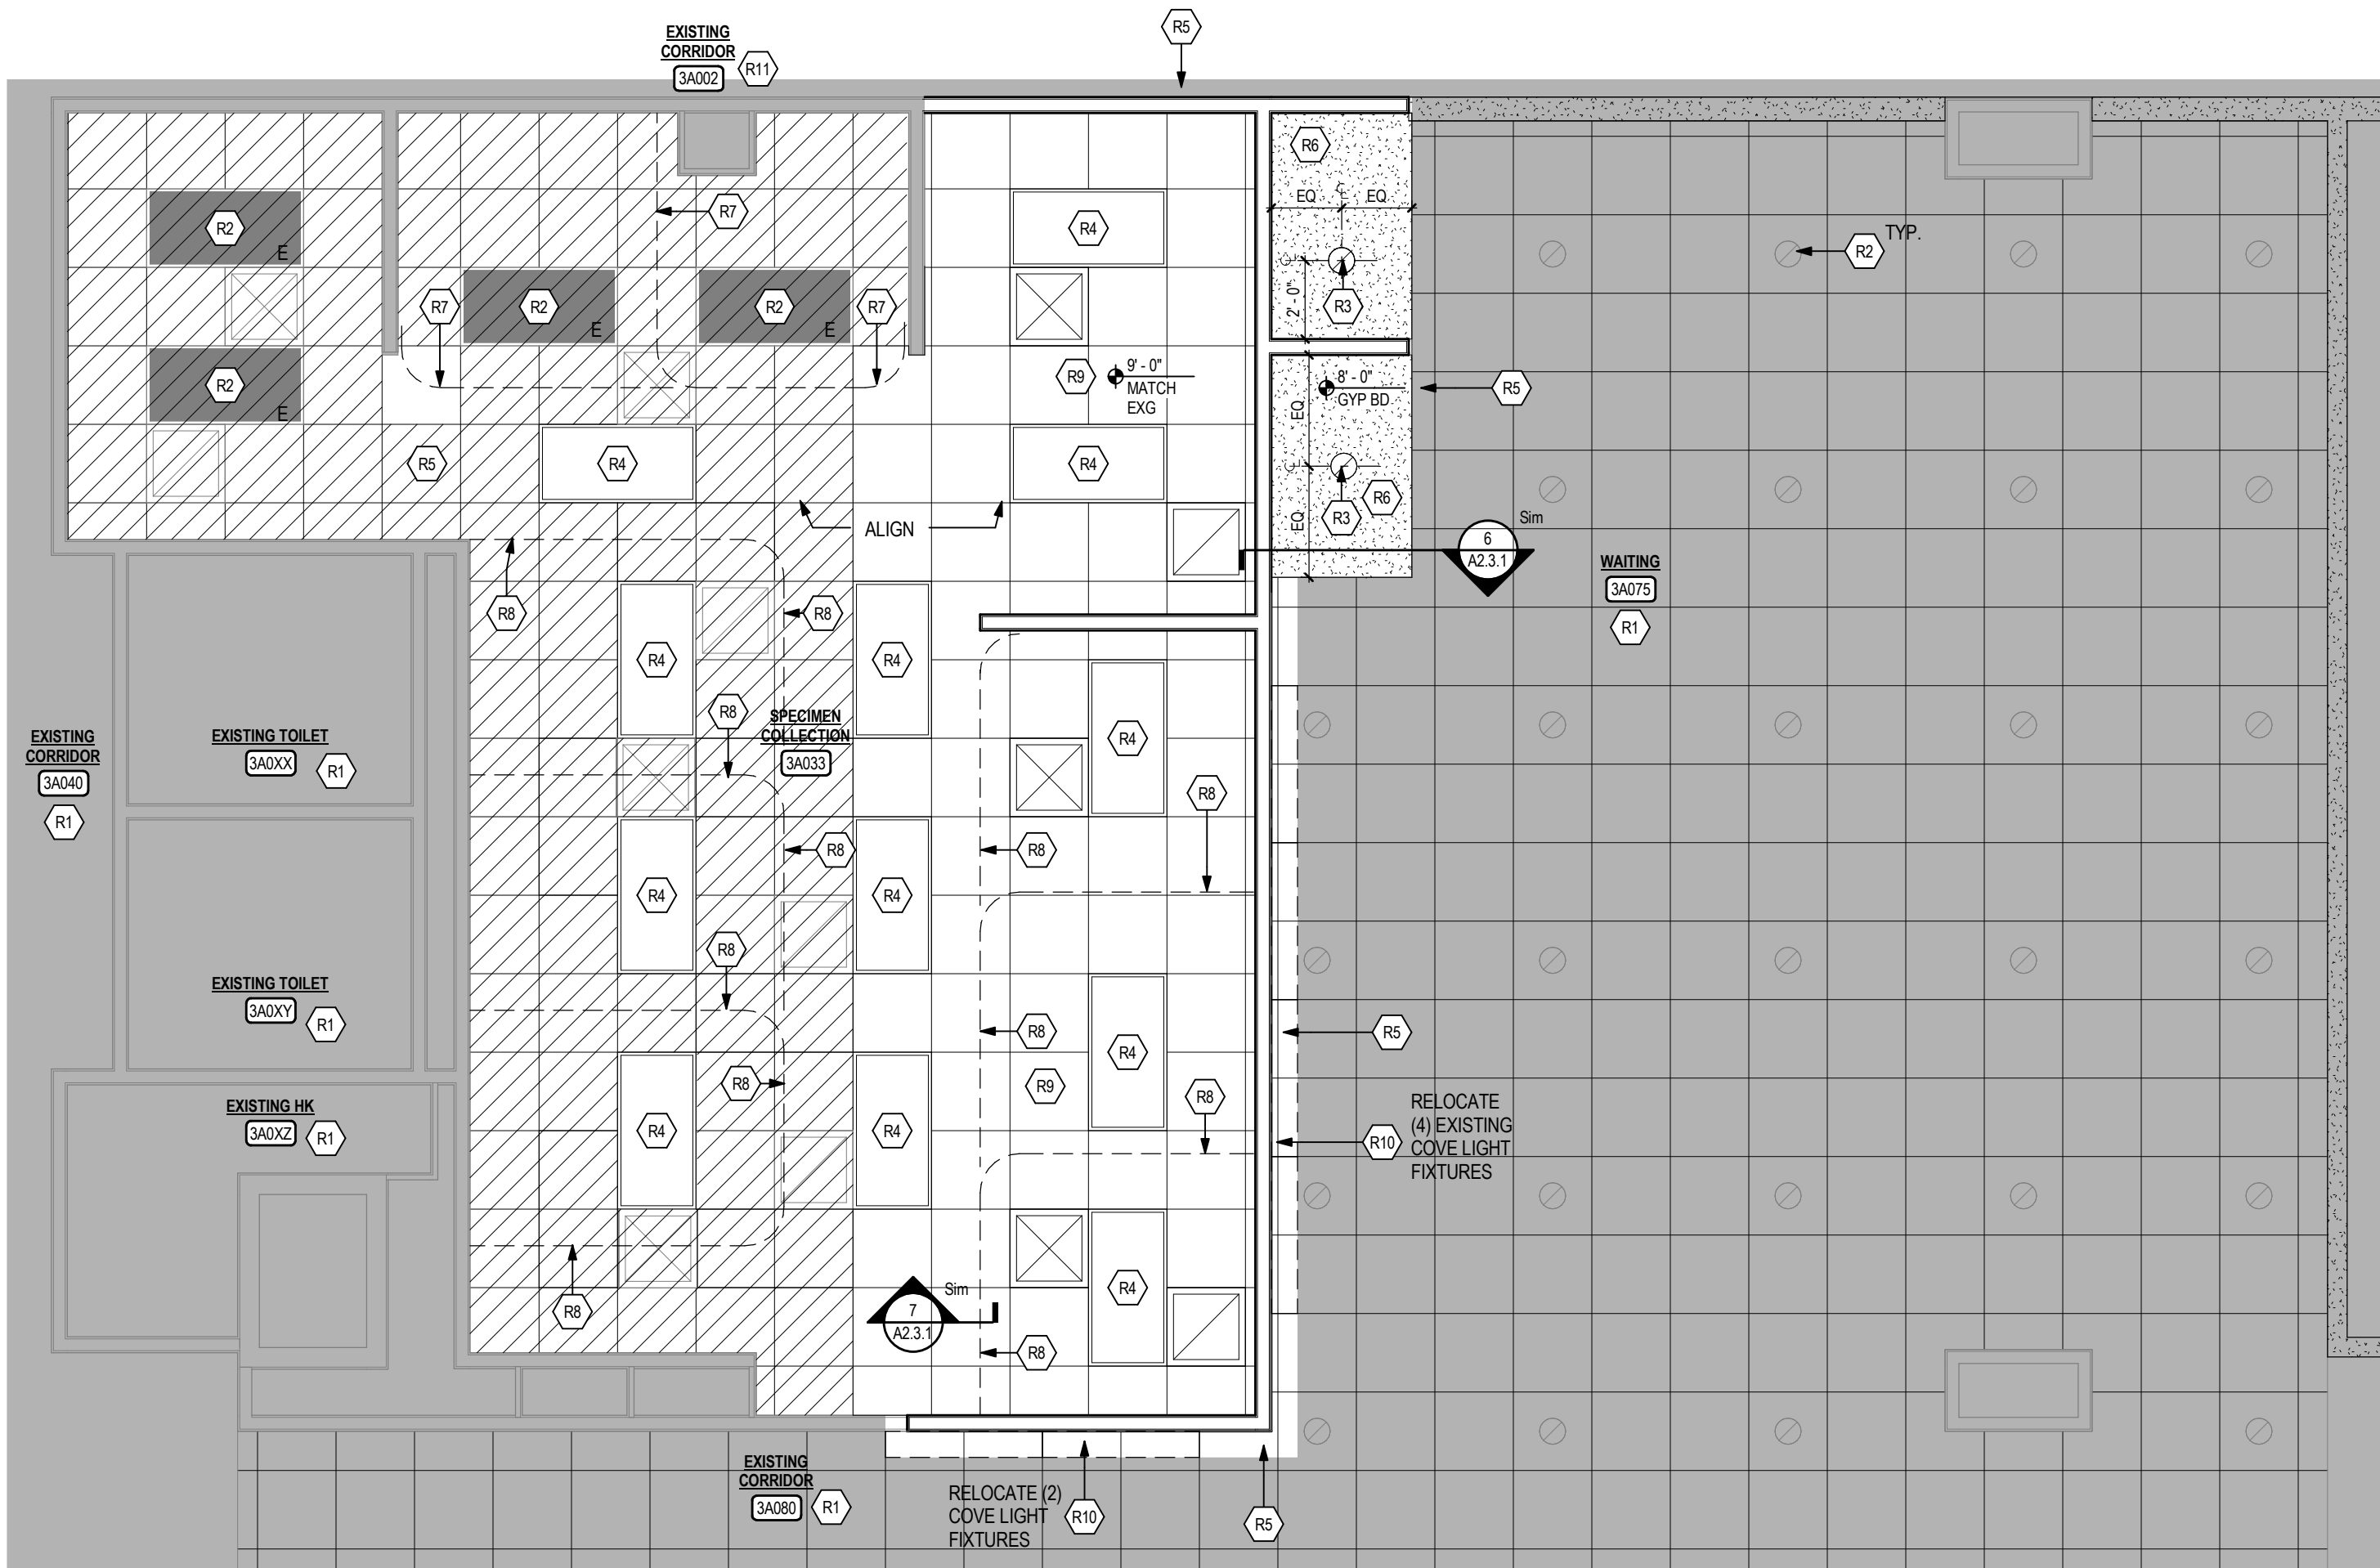 R5
EXISTING
CORRIDOR
3A002
R11
R6
R7
R2
E
R4
EQ
EQ
R2
TYP.
R7
R2
E
R2
E
R7
2' - 0"
R3
R2
E
R9
9' - 0"
MATCH
EXG
8' - 0"
GYP BD
R5
EQ
R5
R4
R4
R6
R3
EQ
ALIGN
Sim
6
A2.3.1
WAITING
3A075
R1
R8
R8
R4
R4
R8
SPECIMEN
COLLECTION
3A033
R4
EXISTING
CORRIDOR
3A040
R1
EXISTING TOILET
3A0XX
R1
R8
R8
R8
R4
R4
R8
EXISTING TOILET
3A0XY
R1
R8
R4
R5
R8
R9
R8
EXISTING HK
3A0XZ
R1
R4
R4
R10
RELOCATE
(4) EXISTING
COVE LIGHT
FIXTURES
R4
R8
Sim
7
A2.3.1
R8
EXISTING
CORRIDOR
3A080
R1
RELOCATE (2)
COVE LIGHT
FIXTURES
R10
R5